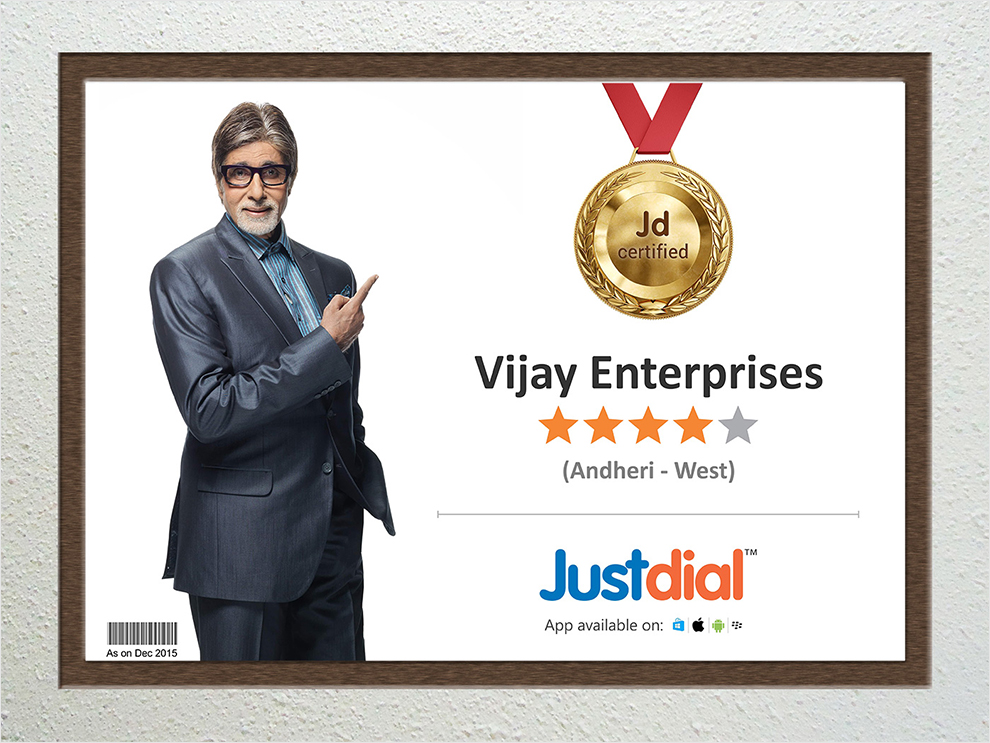 Jd
certified
Vijay Enterprises
(Andheri - West)
Justdial™
App available on:
As on Dec 2015